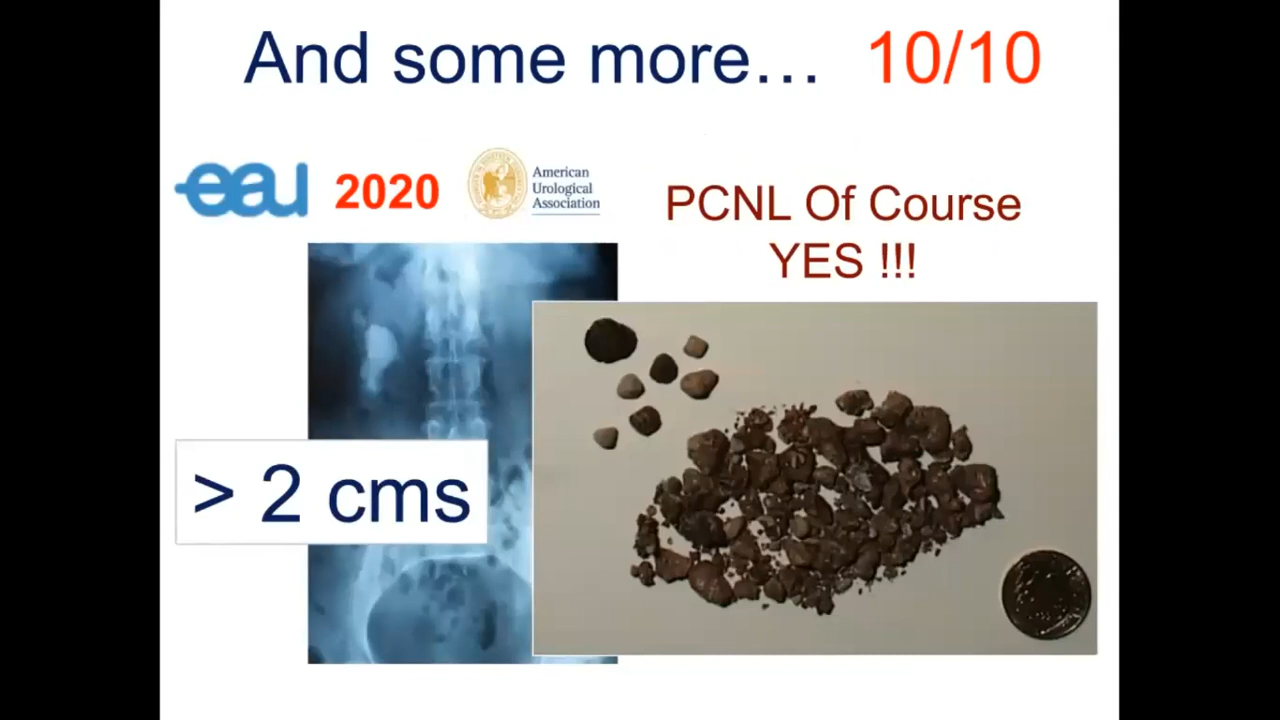 And some more... 10/10
eau 2020
American
Urological
Association
PCNL Of Course
YES !!!
> 2 cms